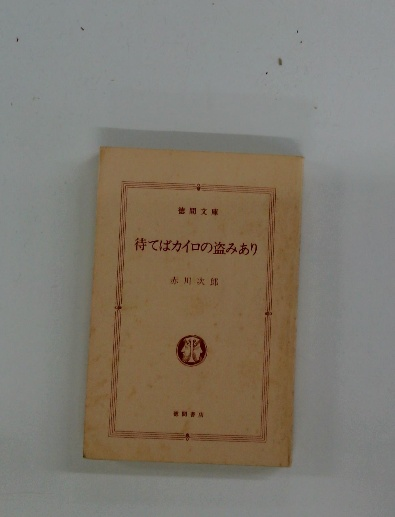 徳間文庫
待てばカイロの盗みあり
赤川次郎
徳間書店